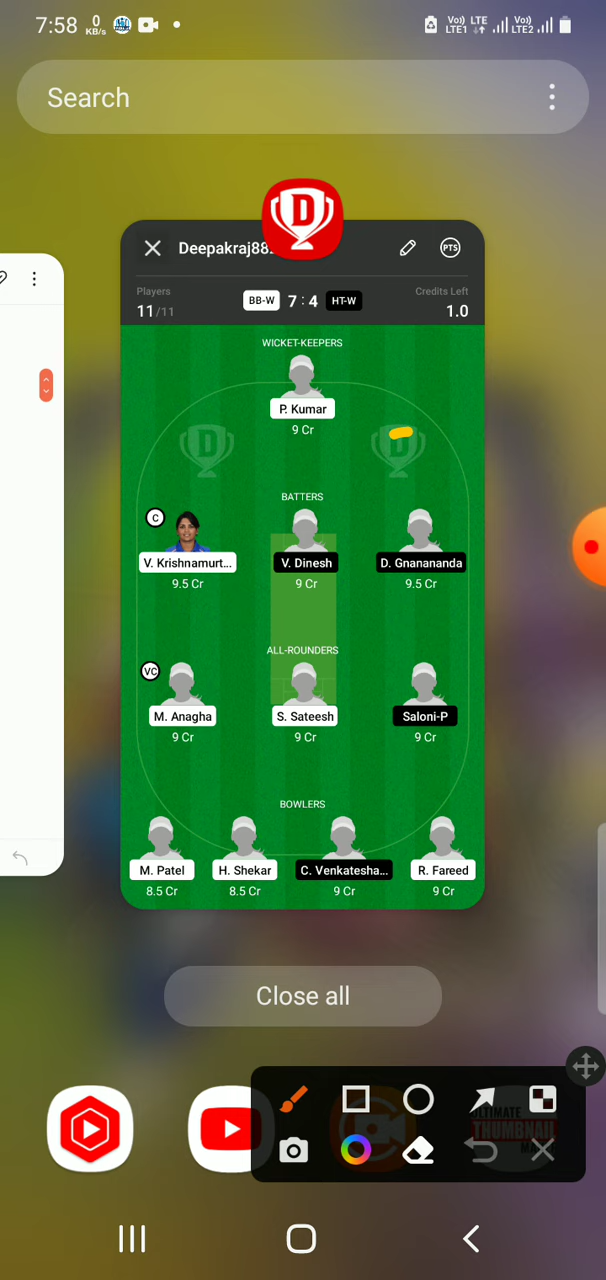 7:58 0 KB/s Vo)) LTE LTE1 Vo)) LTE2
Search
Players
11/11
BB-W 7 : 4 HT-W
Credits Left
1.0
PTS
WICKET-KEEPERS
P. Kumar
9 Cr
BATTERS
C
V. Krishnamurt... V. Dinesh D. Gnanananda
9.5 Cr 9 Cr 9.5 Cr
ALL-ROUNDERS
VC
M. Anagha S. Sateesh Saloni-P
9 Cr 9 Cr 9 Cr
BOWLERS
M. Patel H. Shekar C. Venkatesha... R. Fareed
8.5 Cr 8.5 Cr 9 Cr 9 Cr
Close all
ULTIMATE
THUMBNAIL